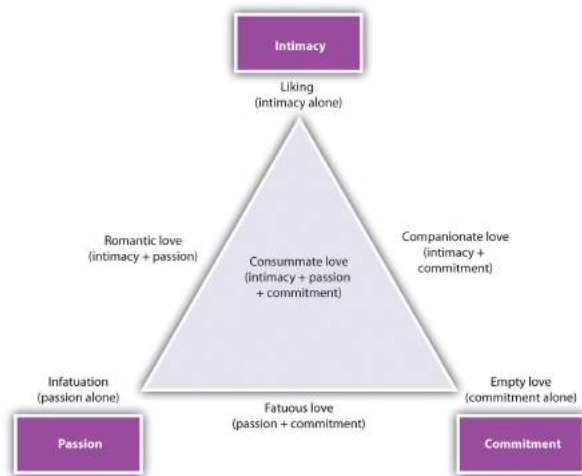 Intimacy
Liking
(intimacy alone)
Romantic love
(intimacy + passion)
Companionate love
(intimacy +
commitment)
Consummate love
(intimacy + passion
+ commitment)
Infatuation
(passion alone)
Empty love
(commitment alone)
Fatuous love
(passion + commitment)
Passion
Commitment